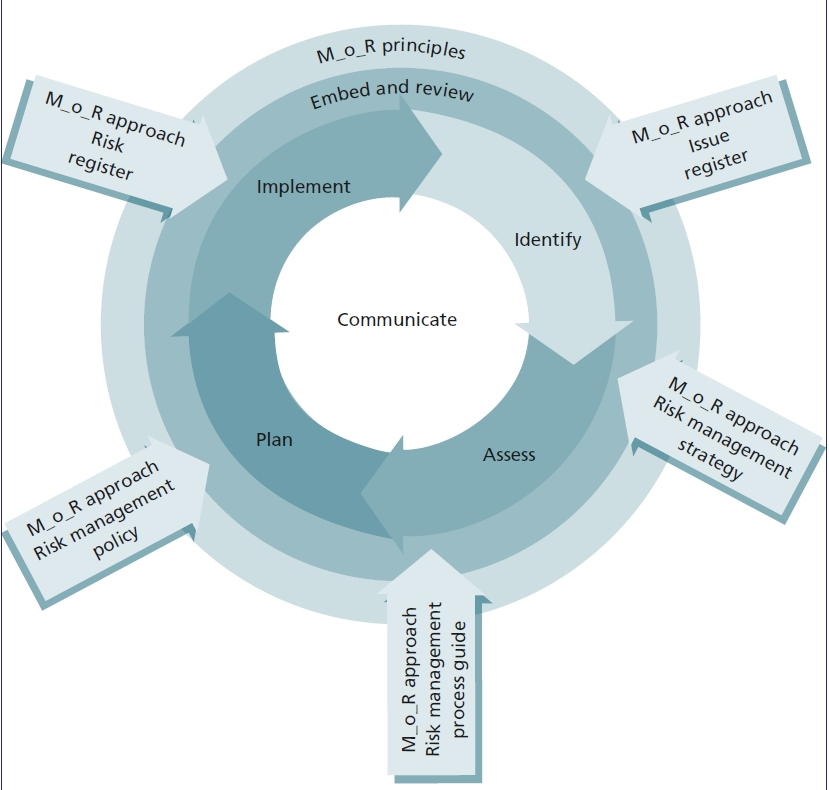 M_o_R principles
Embed and review
M_o_R approach
Risk
register
M_o_R approach
Issue
register
Implement
Identify
Communicate
Plan
Assess
M_o_R approach
Risk management
strategy
M_o_R approach
Risk management
policy
M_o_R approach
Risk management
process guide